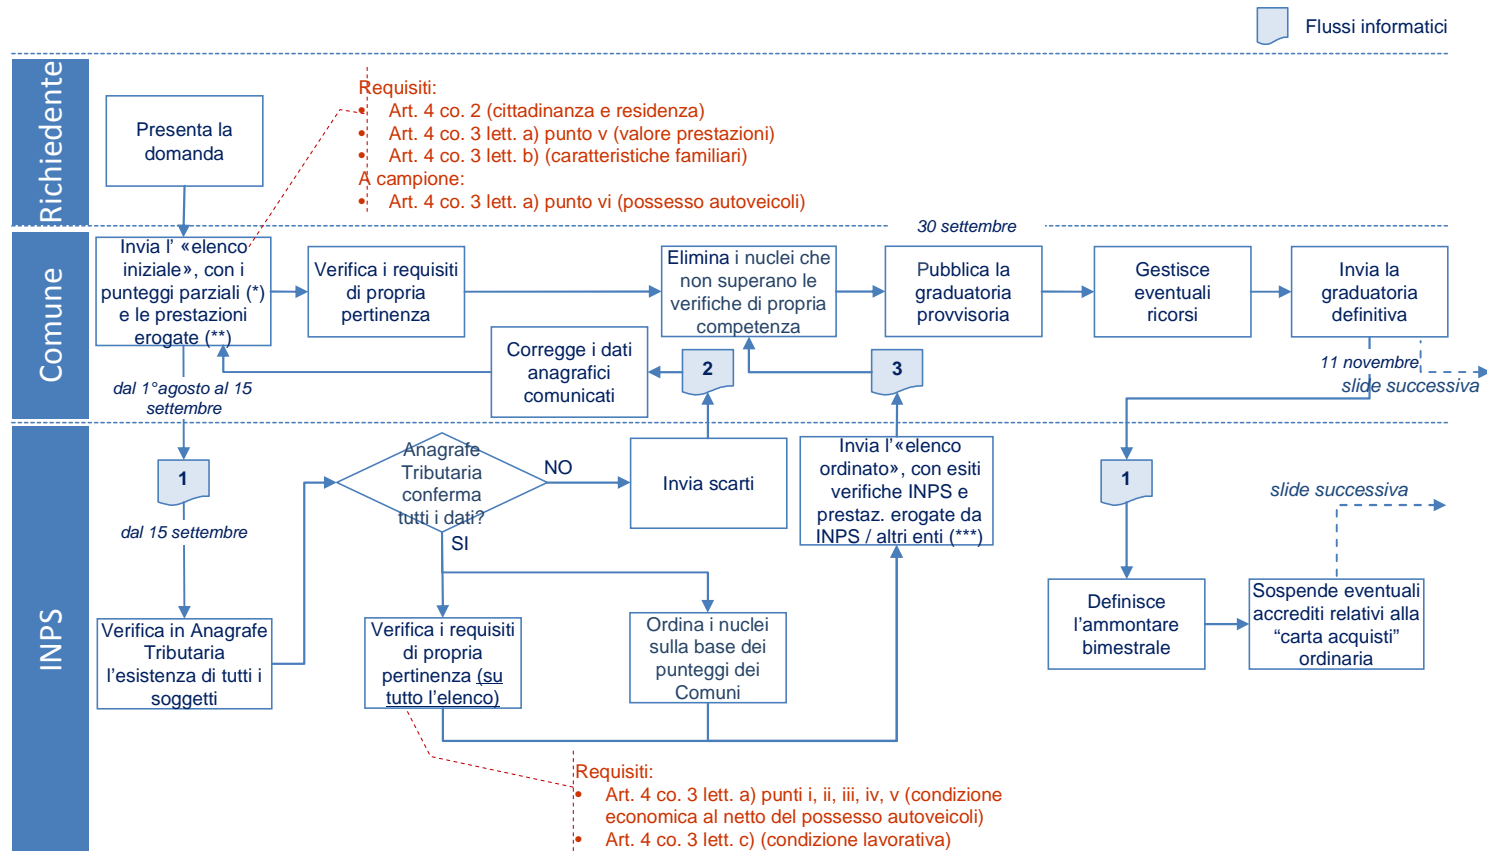 Flussi informatici
Richiedente
Presenta la
domanda
Requisiti:
• Art. 4 co. 2 (cittadinanza e residenza)
• Art. 4 co. 3 lett. a) punto v (valore prestazioni)
• Art. 4 co. 3 lett. b) (caratteristiche familiari)
A campione:
• Art. 4 co. 3 lett. a) punto vi (possesso autoveicoli)
Comune
Invia l' «elenco
iniziale», con i
punteggi parziali (*)
e le prestazioni
erogate (**)
Verifica i requisiti
di propria
pertinenza
Elimina i nuclei che
non superano le
verifiche di propria
competenza
30 settembre
Pubblica la
graduatoria
provvisoria
Gestisce
eventuali
ricorsi
Invia la
graduatoria
definitiva
Corregge i dati
anagrafici
comunicati
2
3
11 novembre
slide successiva
dal 1°agosto al 15
settembre
INPS
1
dal 15 settembre
Verifica in Anagrafe
Tributaria
l'esistenza di tutti i
soggetti
Anagrafe
Tributaria
conferma
tutti i dati?
NO
SI
Invia scarti
Invia l'«elenco
ordinato», con esiti
verifiche INPS e
prestaz. erogate da
INPS / altri enti (***)
Verifica i requisiti
di propria
pertinenza (su
tutto l'elenco)
Ordina i nuclei
sulla base dei
punteggi dei
Comuni
1
slide successiva
Definisce
l'ammontare
bimestrale
Sospende eventuali
accrediti relativi alla
“carta acquisti”
ordinaria
Requisiti:
• Art. 4 co. 3 lett. a) punti i, ii, iii, iv, v (condizione
economica al netto del possesso autoveicoli)
• Art. 4 co. 3 lett. c) (condizione lavorativa)